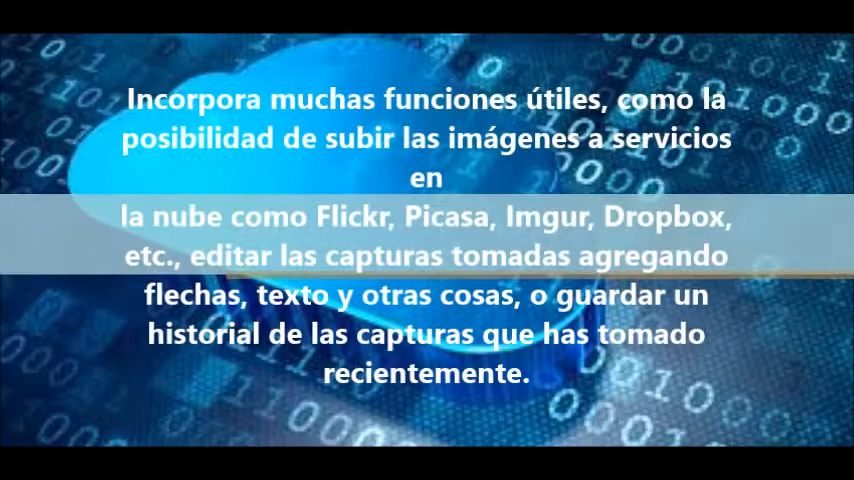 Incorpora muchas funciones útiles, como la
posibilidad de subir las imágenes a servicios
en
la nube como Flickr, Picasa, Imgur, Dropbox,
etc., editar las capturas tomadas agregando
flechas, texto y otras cosas, o guardar un
historial de las capturas que has tomado
recientemente.